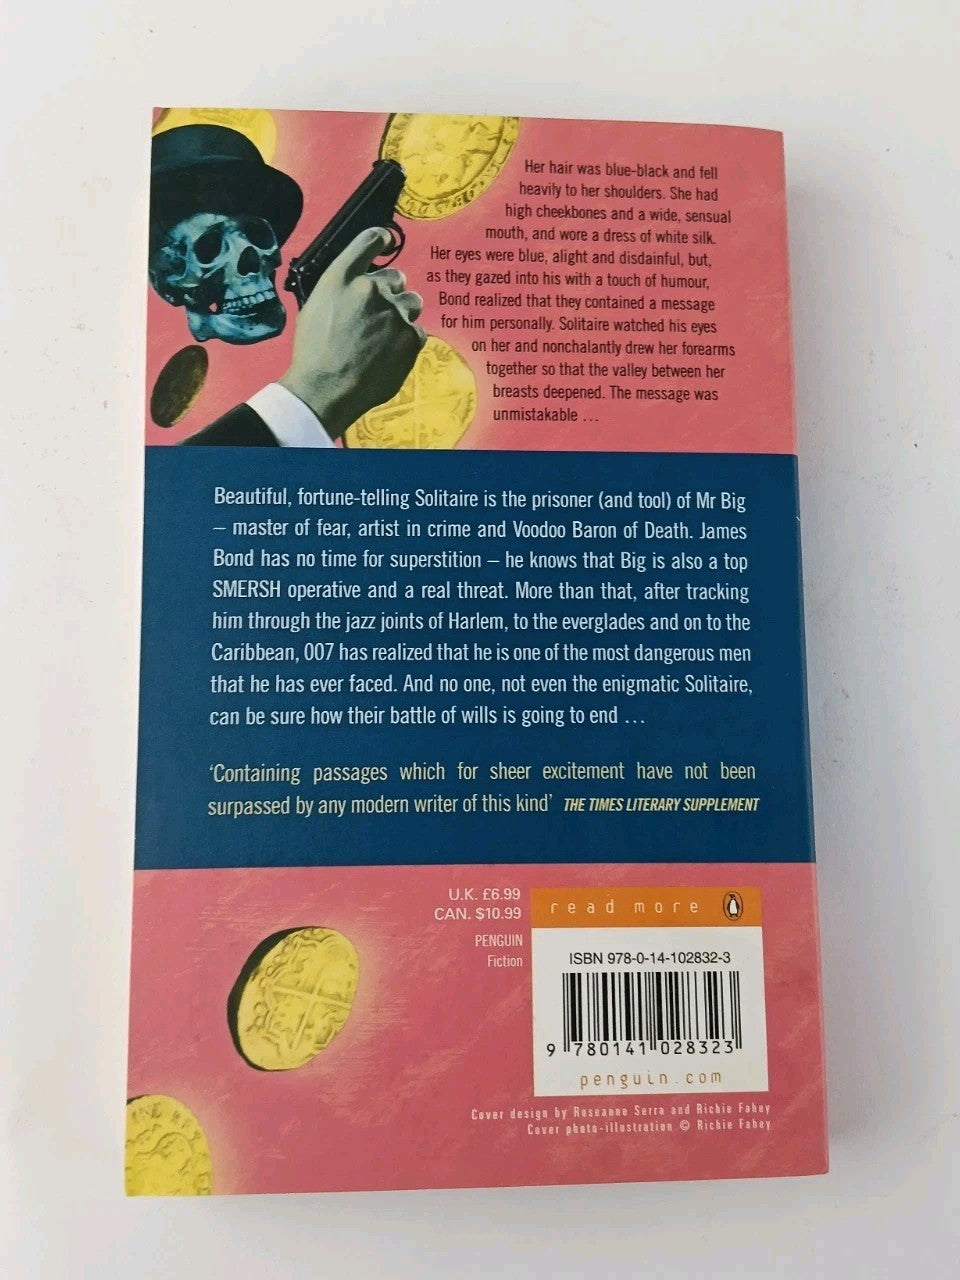 Her hair was blue-black and fell
heavily to her shoulders. She had
high cheekbones and a wide, sensual
mouth, and wore a dress of white silk.
Her eyes were blue, alight and disdainful, but,
as they gazed into his with a touch of humour,
Bond realized that they contained a message
for him personally. Solitaire watched his eyes
on her and nonchalantly drew her forearms
together so that the valley between her
breasts deepened. The message was
unmistakable ...
Beautiful, fortune-telling Solitaire is the prisoner (and tool) of Mr Big
– master of fear, artist in crime and Voodoo Baron of Death. James
Bond has no time for superstition – he knows that Big is also a top
SMERSH operative and a real threat. More than that, after tracking
him through the jazz joints of Harlem, to the everglades and on to the
Caribbean, 007 has realized that he is one of the most dangerous men
that he has ever faced. And no one, not even the enigmatic Solitaire,
can be sure how their battle of wills is going to end ...
'Containing passages which for sheer excitement have not been
surpassed by any modern writer of this kind' THE TIMES LITERARY SUPPLEMENT
U.K. £6.99
CAN. $10.99
PENGUIN
Fiction
read more
ISBN 978-0-14-102832-3
9 780141 028323
penguin.com
Cover design by Roseanne Serra and Richie Fahey
Cover photo-illustration © Richie Fahey